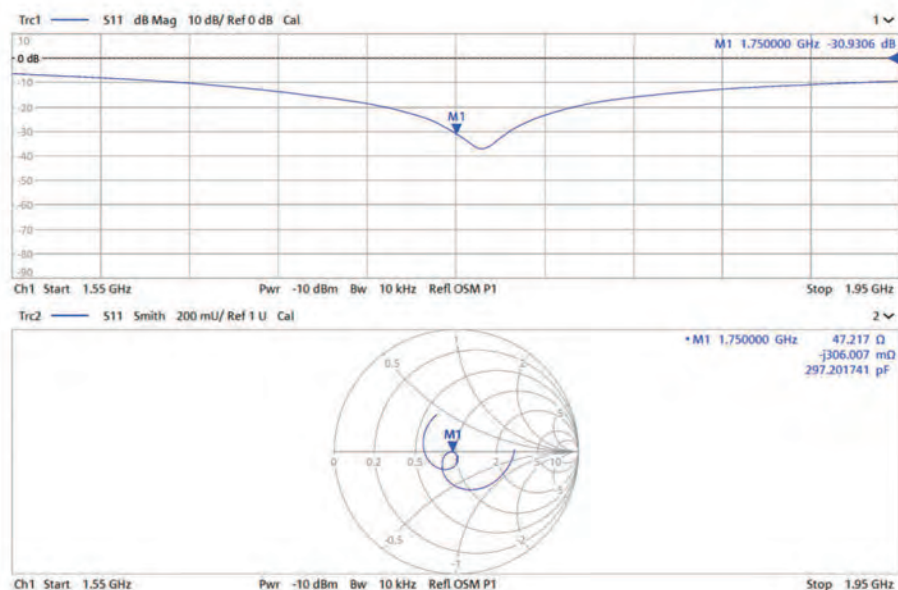 Trc1 S11 dB Mag 10 dB/ Ref 0 dB Cal 1
10
M1 1.750000 GHz -30.9306 dB
0 dB
-10
-20
M1
-30
-40
-50
-60
-70
-80
-90
Ch1 Start 1.55 GHz Pwr -10 dBm Bw 10 kHz Refl OSM P1 Stop 1.95 GHz
Trc2 S11 Smith 200 mU/ Ref 1 U Cal 2
1
•M1 1.750000 GHz 47.217 Ω
-j306.007 mΩ
297.201741 pF
0.5 2
5
M1
0 0.2 0.5 2 5 10
-5
-0.5 -2
-1
Ch1 Start 1.55 GHz Pwr -10 dBm Bw 10 kHz Refl OSM P1 Stop 1.95 GHz